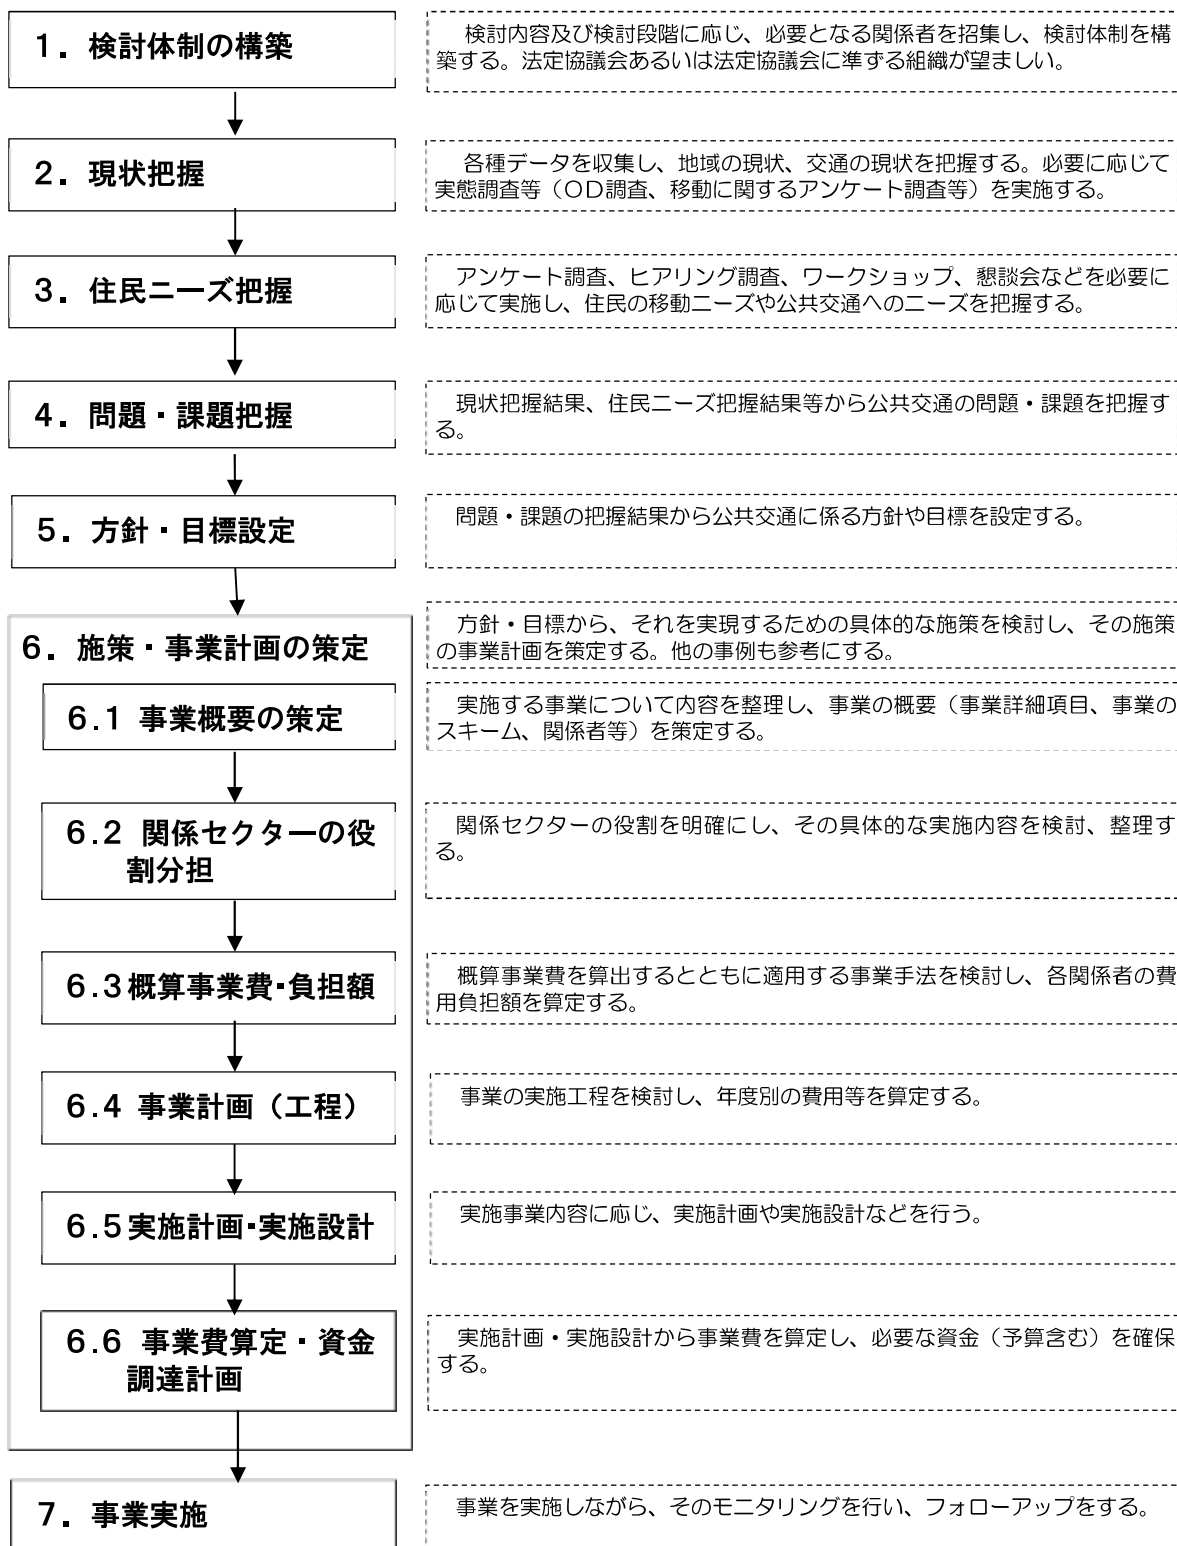 1．検討体制の構築
検討内容及び検討段階に応じ、必要となる関係者を招集し、検討体制を構
築する。法定協議会あるいは法定協議会に準ずる組織が望ましい。
2．現状把握
各種データを収集し、地域の現状、交通の現状を把握する。必要に応じて
実態調査等（OD調査、移動に関するアンケート調査等）を実施する。
3．住民ニーズ把握
アンケート調査、ヒアリング調査、ワークショップ、懇談会などを必要に
応じて実施し、住民の移動ニーズや公共交通へのニーズを把握する。
4．問題・課題把握
現状把握結果、住民ニーズ把握結果等から公共交通の問題・課題を把握す
る。
5．方針・目標設定
問題・課題の把握結果から公共交通に係る方針や目標を設定する。
6．施策・事業計画の策定
方針・目標から、それを実現するための具体的な施策を検討し、その施策
の事業計画を策定する。他の事例も参考にする。
6.1 事業概要の策定
実施する事業について内容を整理し、事業の概要（事業詳細項目、事業の
スキーム、関係者等）を策定する。
6.2 関係セクターの役
割分担
関係セクターの役割を明確にし、その具体的な実施内容を検討、整理す
る。
6.3概算事業費・負担額
概算事業費を算出するとともに適用する事業手法を検討し、各関係者の費
用負担額を算定する。
6.4 事業計画（工程）
事業の実施工程を検討し、年度別の費用等を算定する。
6.5実施計画・実施設計
実施事業内容に応じ、実施計画や実施設計などを行う。
6.6 事業費算定・資金
調達計画
実施計画・実施設計から事業費を算定し、必要な資金（予算含む）を確保
する。
7．事業実施
事業を実施しながら、そのモニタリングを行い、フォローアップをする。